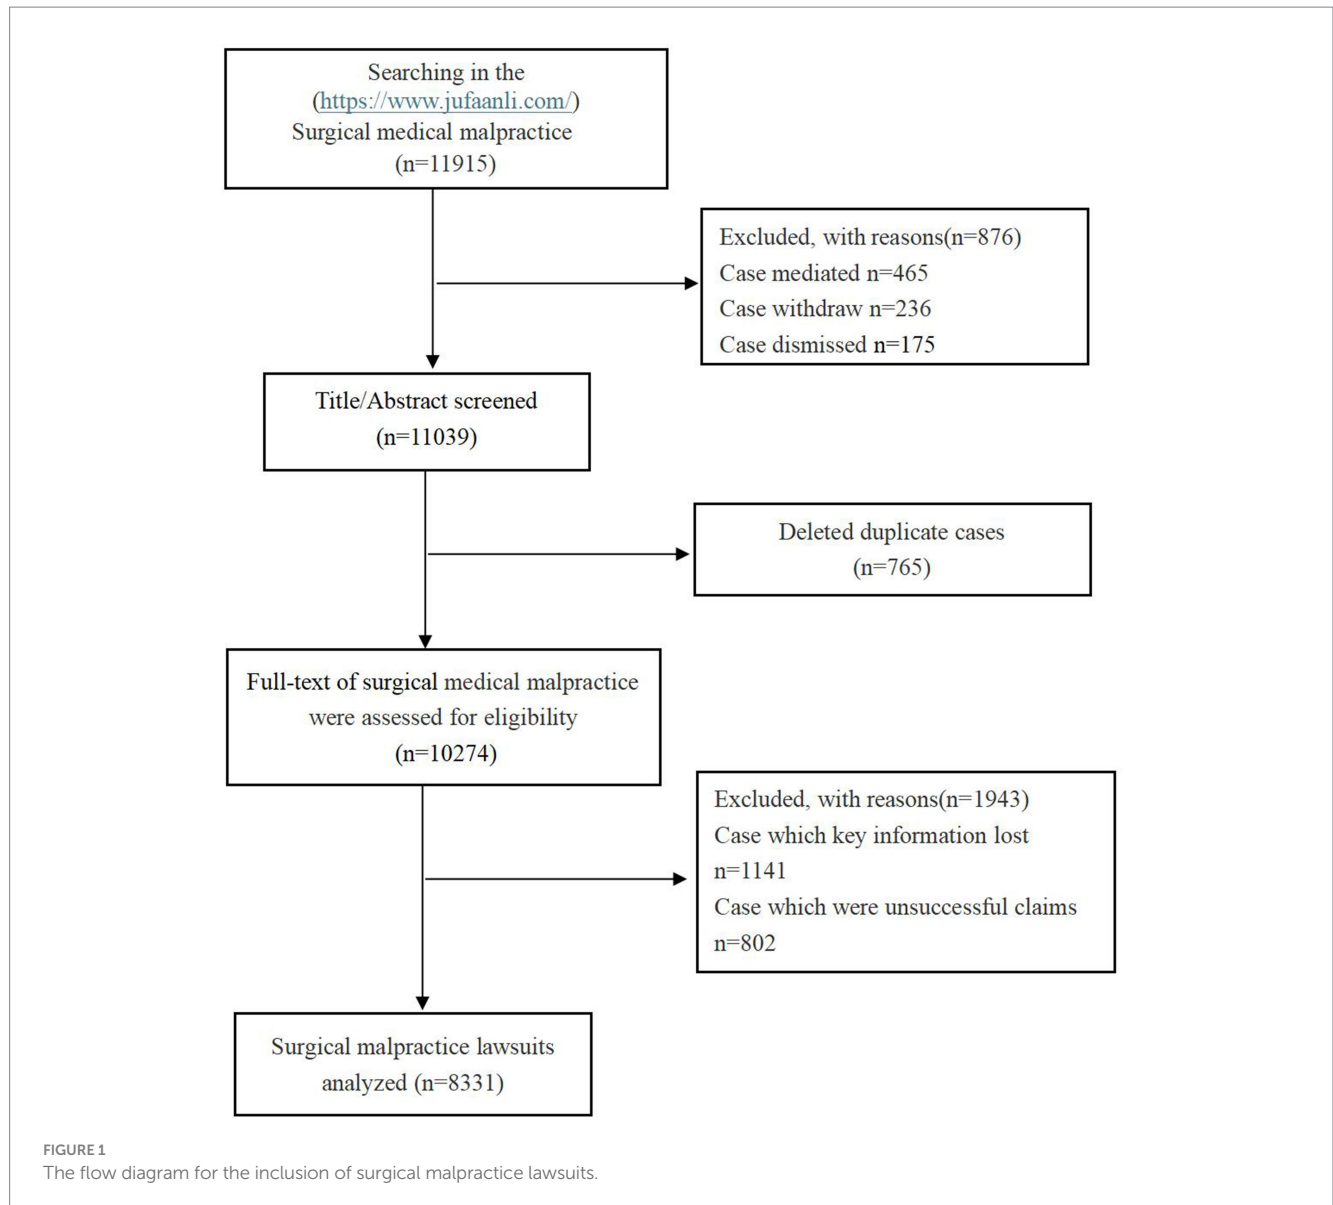 Searching in the
(https://www.jufaanli.com/)
Surgical medical malpractice
(n=11915)
Excluded, with reasons(n=876)
Case mediated n=465
Case withdraw n=236
Case dismissed n=175
Title/Abstract screened
(n=11039)
Deleted duplicate cases
(n=765)
Full-text of surgical medical malpractice
were assessed for eligibility
(n=10274)
Excluded, with reasons(n=1943)
Case which key information lost
n=1141
Case which were unsuccessful claims
n=802
Surgical malpractice lawsuits
analyzed (n=8331)
FIGURE 1
The flow diagram for the inclusion of surgical malpractice lawsuits.